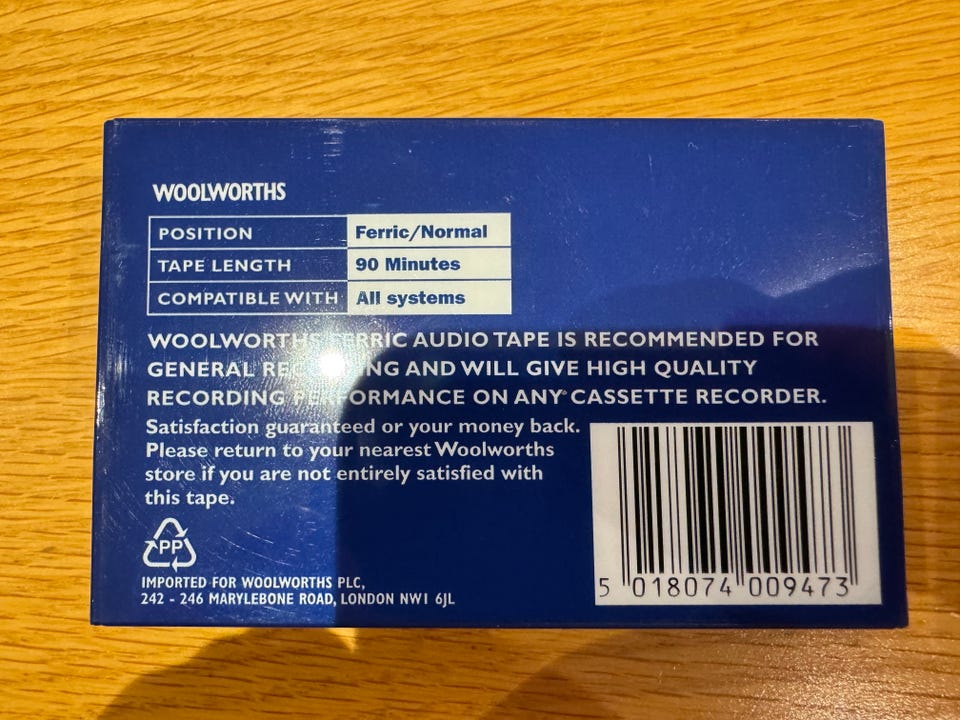 WOOLWORTHS
POSITION Ferric/Normal
TAPE LENGTH 90 Minutes
COMPATIBLE WITH All systems
WOOLWORTHS FERRIC AUDIO TAPE IS RECOMMENDED FOR
GENERAL RECORDING AND WILL GIVE HIGH QUALITY
RECORDING PERFORMANCE ON ANY CASSETTE RECORDER.
Satisfaction guaranteed or your money back.
Please return to your nearest Woolworths
store if you are not entirely satisfied with
this tape.
PP
IMPORTED FOR WOOLWORTHS PLC,
242 - 246 MARYLEBONE ROAD, LONDON NW1 6JL
5 018074 009473